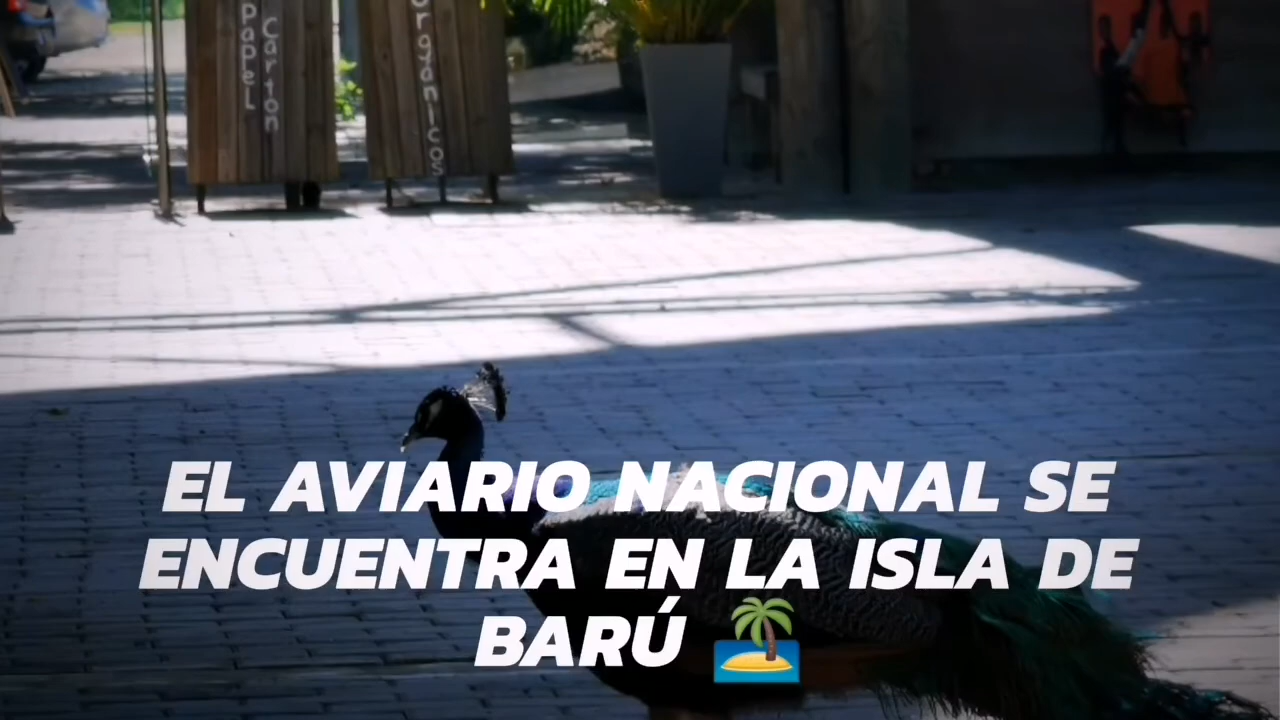 Papel
Carton
Organicos
EL AVIARIO NACIONAL SE
ENCUENTRA EN LA ISLA DE
BARÚ 🏝️